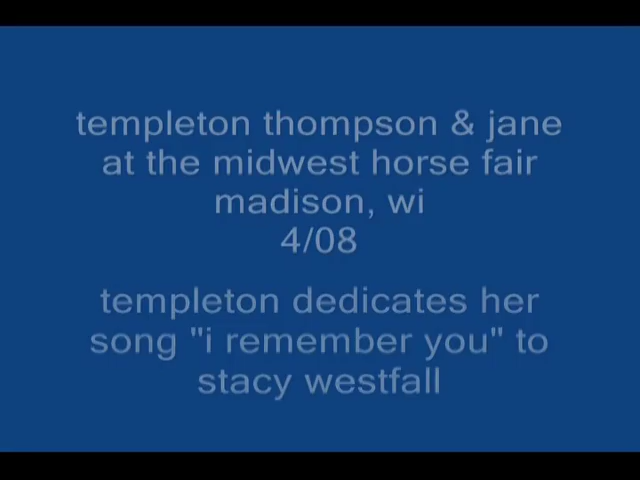 templeton thompson & jane
at the midwest horse fair
madison, wi
4/08
templeton dedicates her
song "i remember you" to
stacy westfall